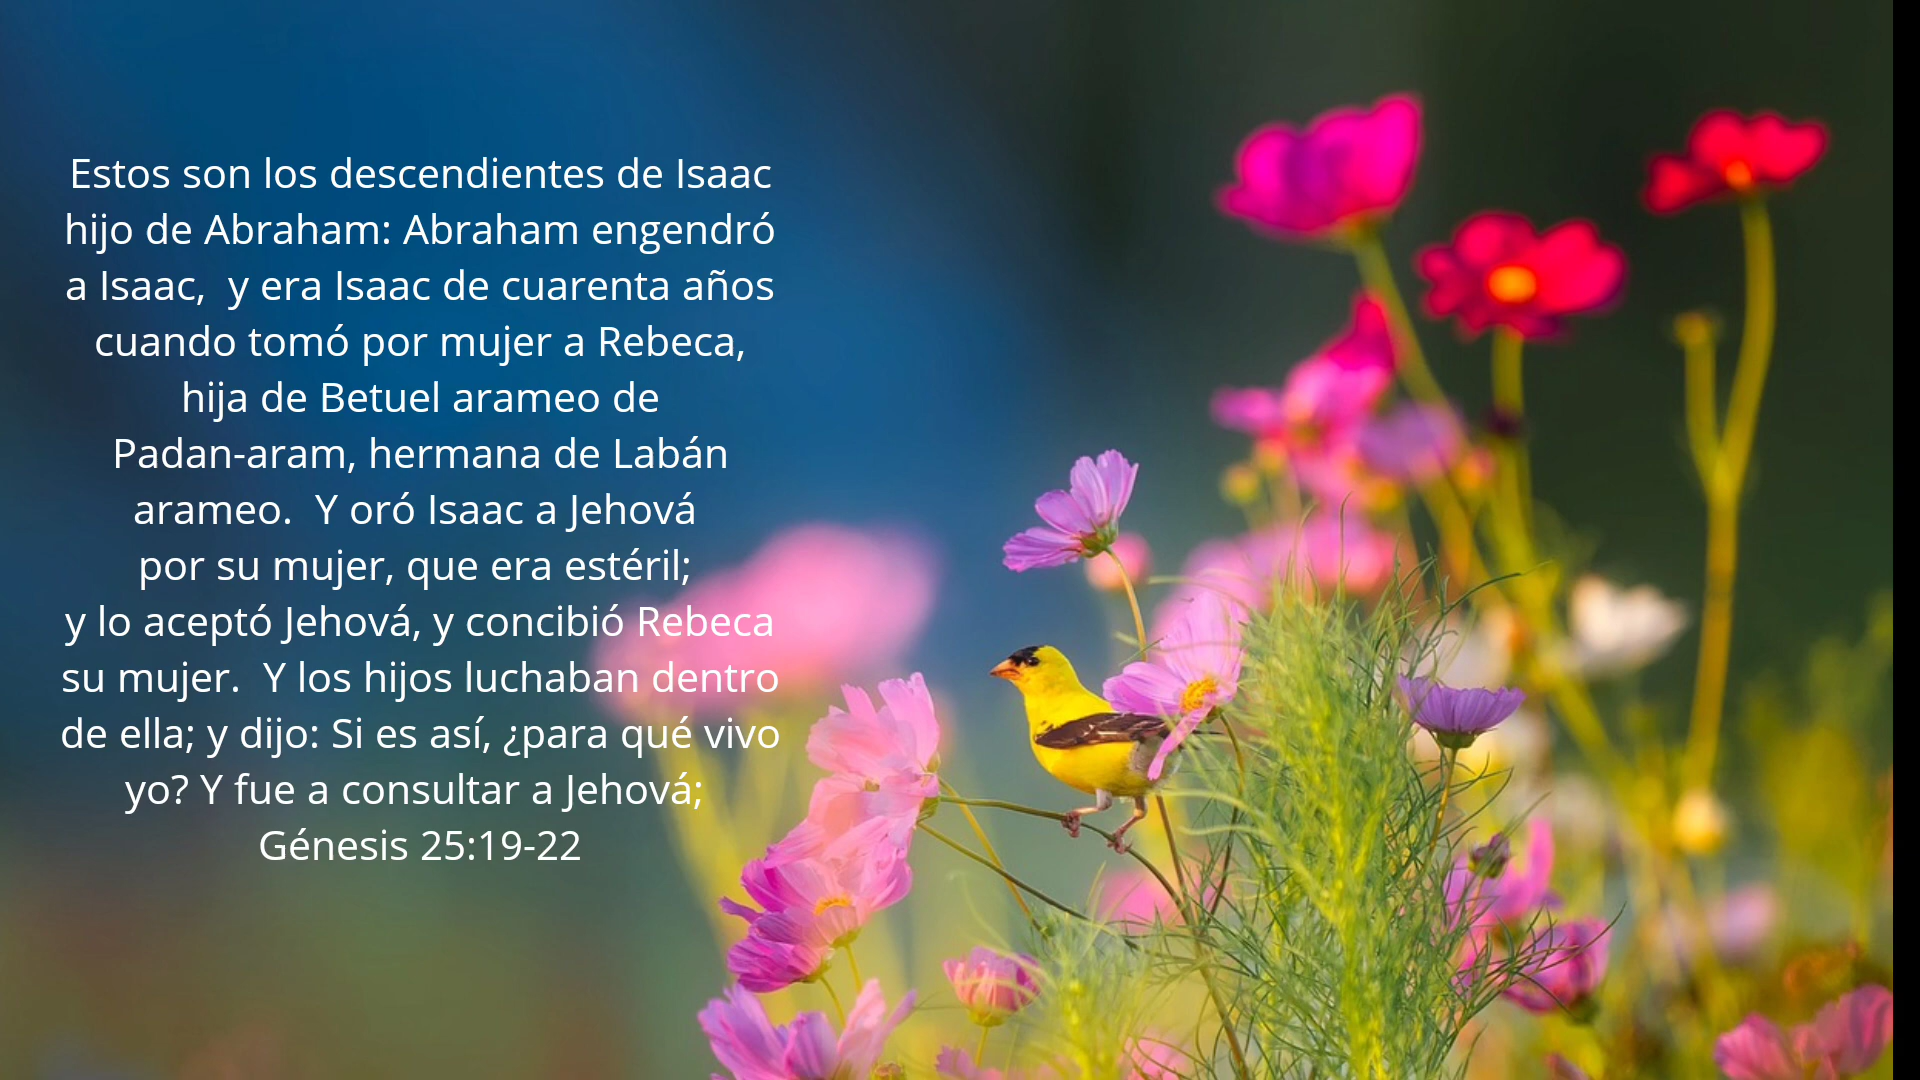 Estos son los descendientes de Isaac
hijo de Abraham: Abraham engendró
a Isaac,  y era Isaac de cuarenta años
cuando tomó por mujer a Rebeca,
hija de Betuel arameo de
Padan-aram, hermana de Labán
arameo.  Y oró Isaac a Jehová
por su mujer, que era estéril;
y lo aceptó Jehová, y concibió Rebeca
su mujer.  Y los hijos luchaban dentro
de ella; y dijo: Si es así, ¿para qué vivo
yo? Y fue a consultar a Jehová;
Génesis 25:19-22